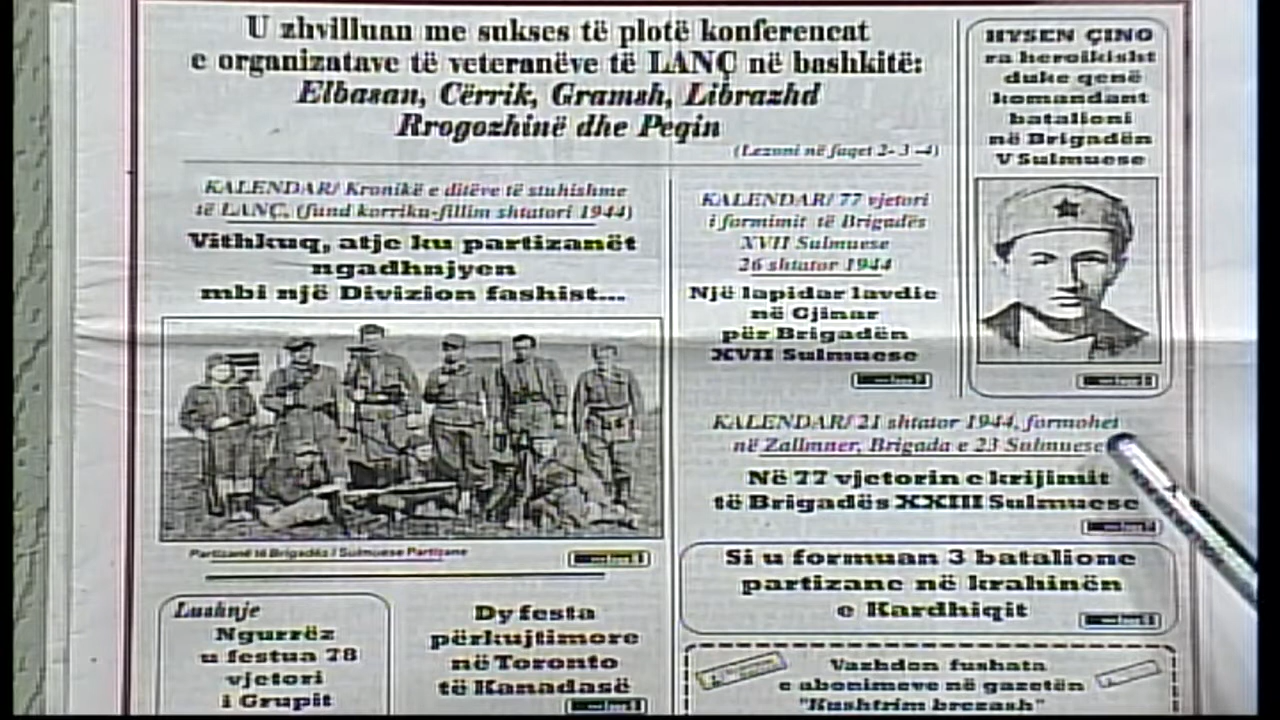 U zhvilluan me sukses të plotë konferencat
e organizatave të veteranëve të LANÇ në bashkitë:
Elbasan, Cërrik, Gramsh, Librazhd
Rrogozhinë dhe Peqin
(Lexoni në faqet 2-3-4)
HYSEN ÇINO
ra heroikisht
duke qenë
komandant
batalioni
në Brigadën
V Sulmuese
KALENDAR/ Kronikë e ditëve të stuhishme
të LANÇ, (fund korriku-fillim shtatori 1944)
Vithkuq, atje ku partizanët
ngadhnjyen
mbi një Divizion fashist...
Partizanë të Brigadës I Sulmuese Partizane
KALENDAR/ 77 vjetori
i formimit të Brigadës
XVII Sulmuese
26 shtator 1944
Një lapidar lavdie
në Gjinar
për Brigadën
XVII Sulmuese
KALENDAR/ 21 shtator 1944, formohet
në Zallmner, Brigada e 23 Sulmuese
Në 77 vjetorin e krijimit
të Brigadës XXIII Sulmuese
Si u formuan 3 batalione
partizane në krahinën
e Kardhiqit
Lushnje
Ngurrëz
u festua 78
vjetori
i Grupit
Dy festa
përkujtimore
në Toronto
të Kanadasë
Vazhdon fushata
e abonimeve në gazetën
"Kushtrim brezash"